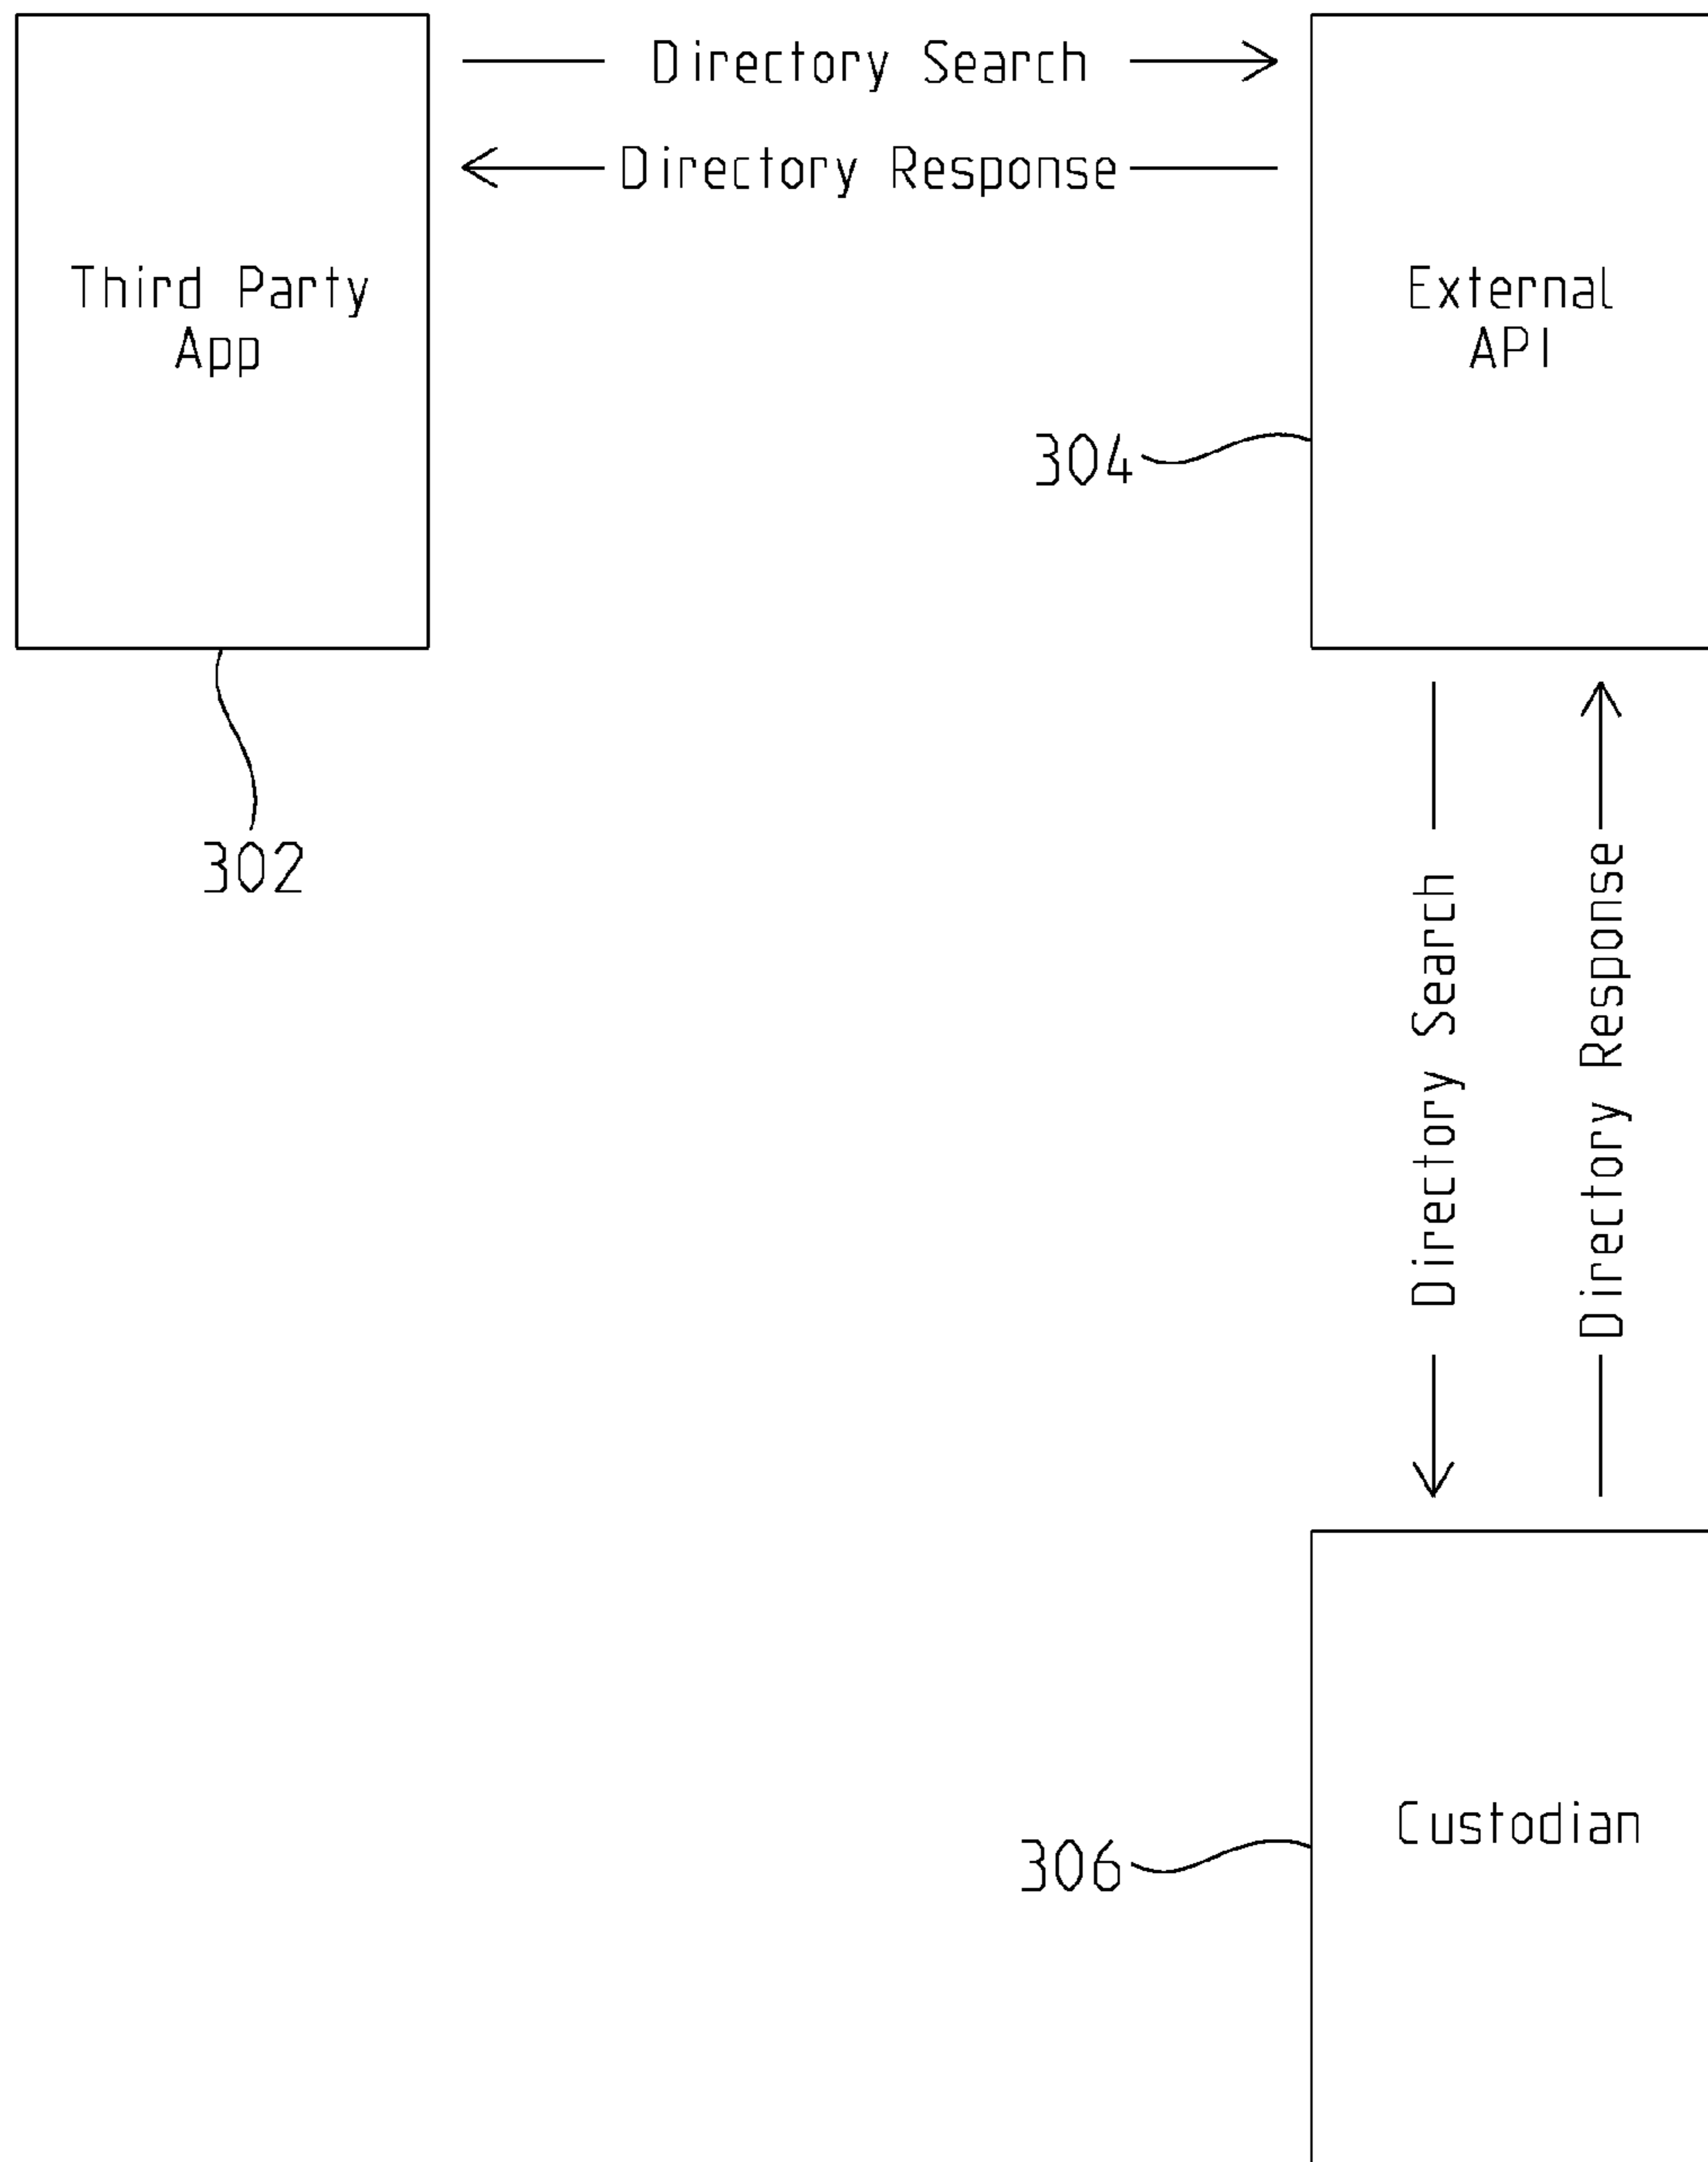 Directory Search
Directory Response
Third Party
App
External
API
304
302
Directory Search
Directory Response
Custodian
306